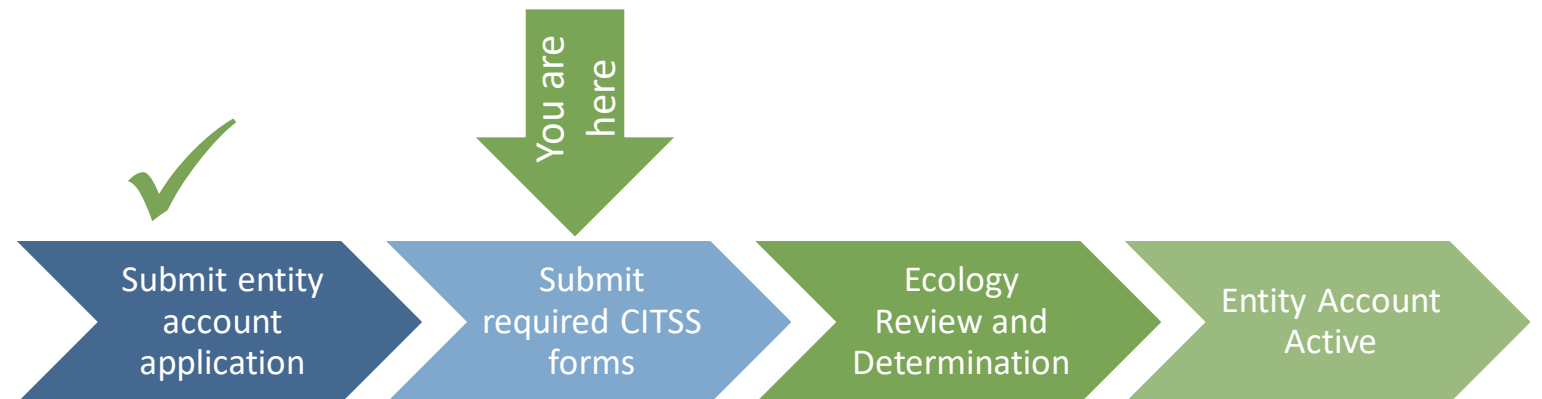 You are
here
Submit entity
account
application
Submit
required CITSS
forms
Ecology
Review and
Determination
Entity Account
Active